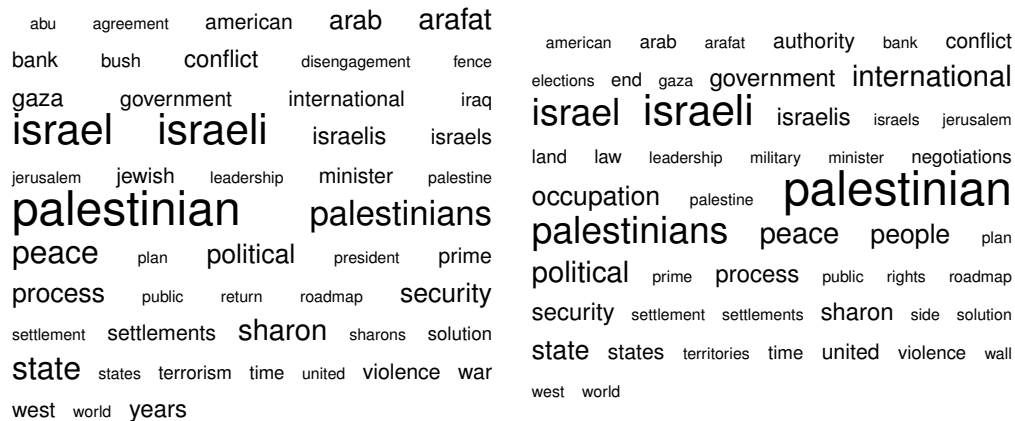 abu agreement american arab arafat
bank bush conflict disengagement fence
gaza government international iraq
israel israeli israelis israels
jerusalem jewish leadership minister palestine
palestinian palestinians
peace plan political president prime
process public return roadmap security
settlement settlements sharon sharons solution
state states terrorism time united violence war
west world years
american arab arafat authority bank conflict
elections end gaza government international
israel israeli israelis israels jerusalem
land law leadership military minister negotiations
occupation palestine palestinian
palestinians peace people plan
political prime process public rights roadmap
security settlement settlements sharon side solution
state states territories time united violence wall
west world